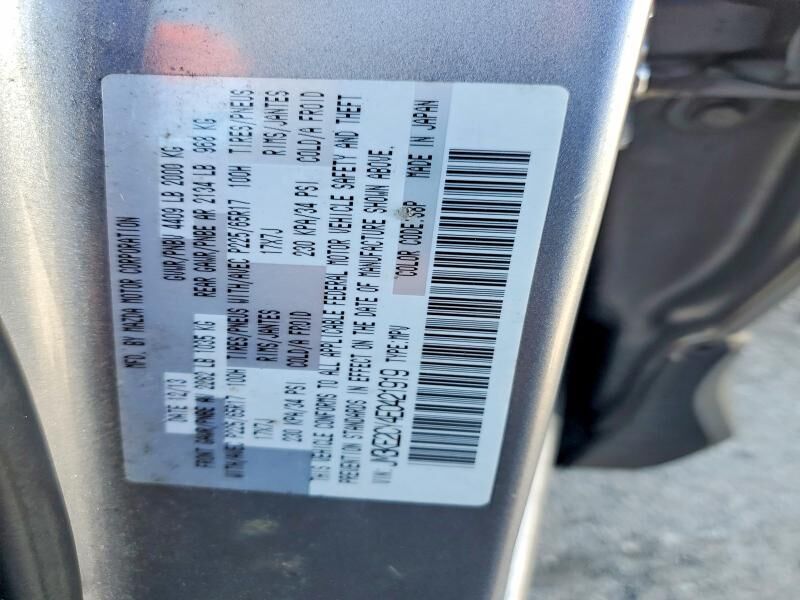 MFD. BY MAZDA MOTOR CORPORATION
DATE 12/13 GVWR/PNBV 4409 LB 2000 KG
FRONT GAWR/PNBE AV 2282 LB 1035 KG REAR GAWR/PNBE AR 2134 LB 968 KG
WITH/AVEC P225/65R17 100H TIRES/PNEUS WITH/AVEC P225/65R17 100H TIRES/PNEUS
17X7J RIMS/JANTES 17X7J RIMS/JANTES
230 KPA/34 PSI COLD/A FROID 230 KPA/34 PSI COLD/A FROID
THIS VEHICLE CONFORMS TO ALL APPLICABLE FEDERAL MOTOR VEHICLE SAFETY AND THEFT
PREVENTION STANDARDS IN EFFECT ON THE DATE OF MANUFACTURE SHOWN ABOVE.
VIN: TYPE: MPV COLOR CODE: MADE IN JAPAN